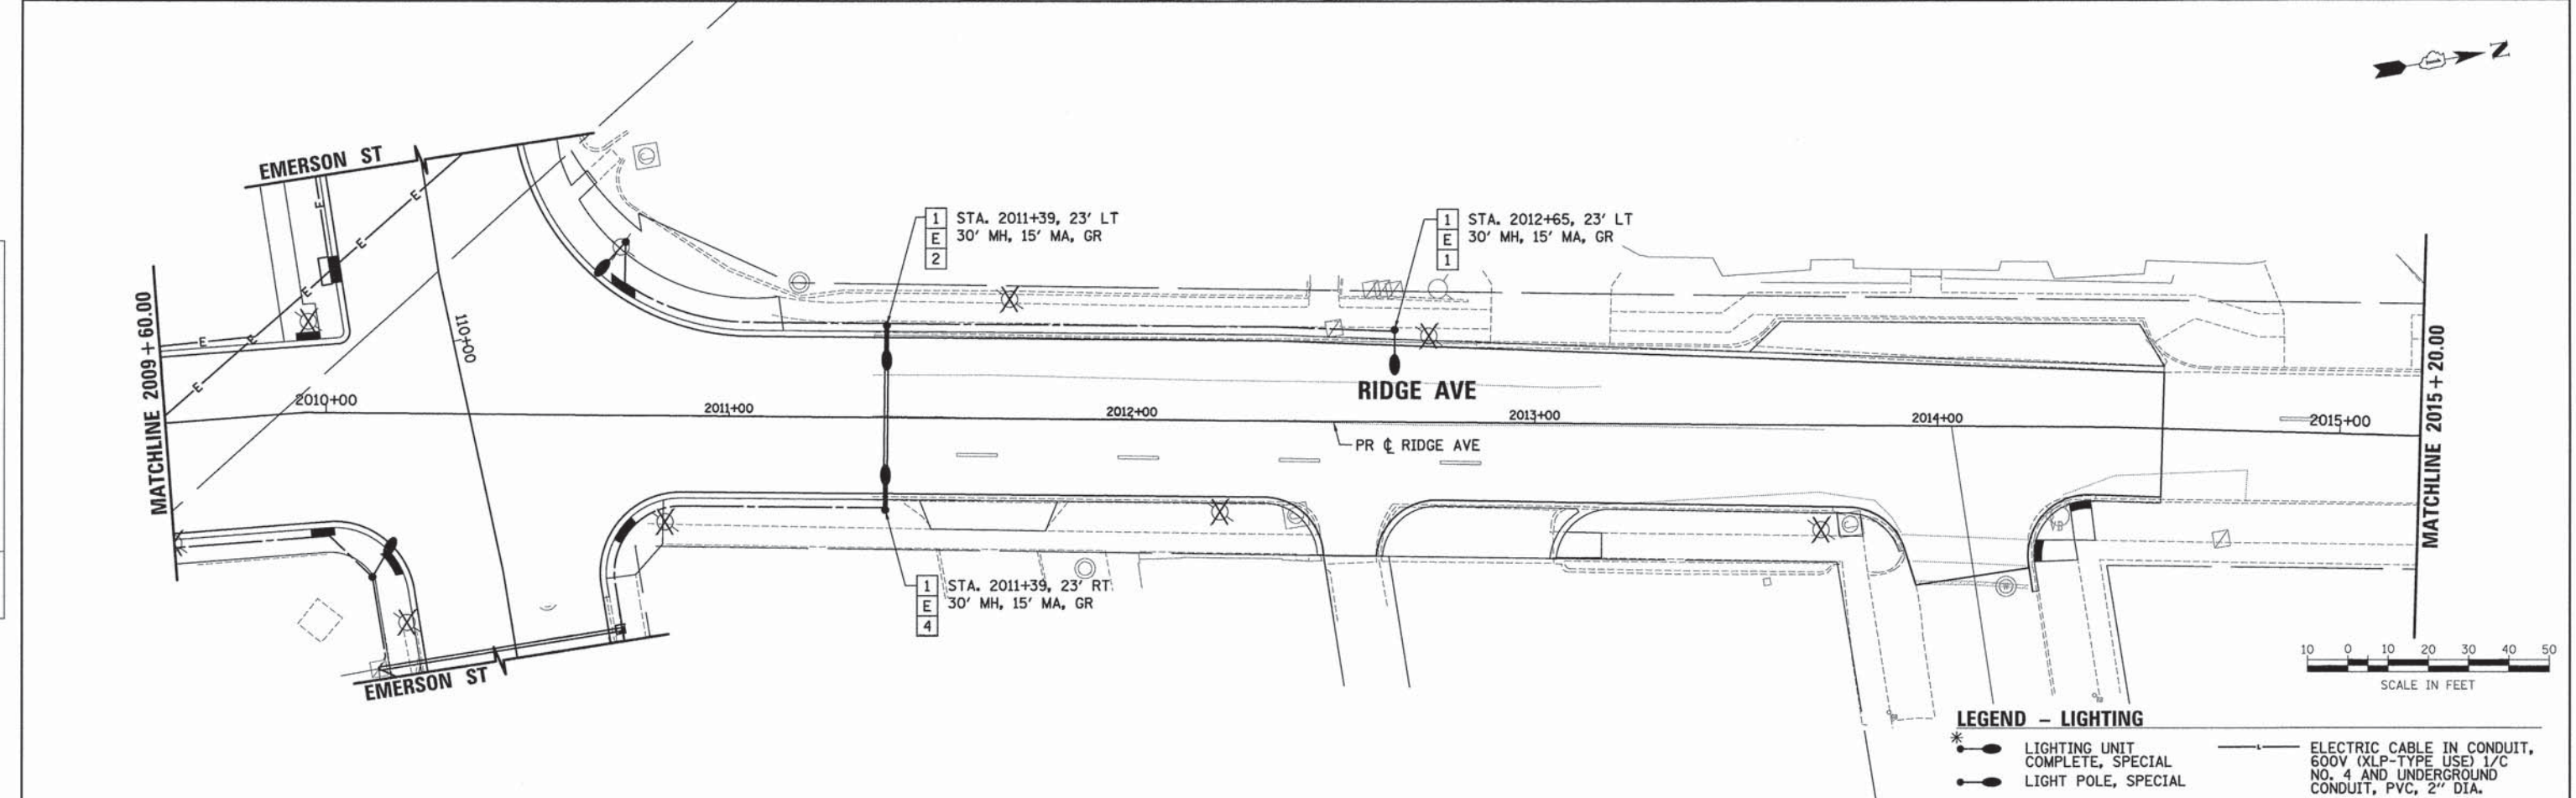 N
EMERSON ST
E
E
E
E
E
E
E
E
1 STA. 2011+39, 23' LT
E 30' MH, 15' MA, GR
2
1 STA. 2012+65, 23' LT
E 30' MH, 15' MA, GR
1
MATCHLINE 2009 + 60.00
110+00
2010+00
2011+00
2012+00
RIDGE AVE
2013+00
2014+00
2015+00
PR ℄ RIDGE AVE
MATCHLINE 2015 + 20.00
1 STA. 2011+39, 23' RT
E 30' MH, 15' MA, GR
4
EMERSON ST
10 0 10 20 30 40 50
SCALE IN FEET
LEGEND - LIGHTING
LIGHTING UNIT
COMPLETE, SPECIAL
LIGHT POLE, SPECIAL
ELECTRIC CABLE IN CONDUIT,
600V (XLP-TYPE USE) 1/C
NO. 4 AND UNDERGROUND
CONDUIT, PVC, 2" DIA.